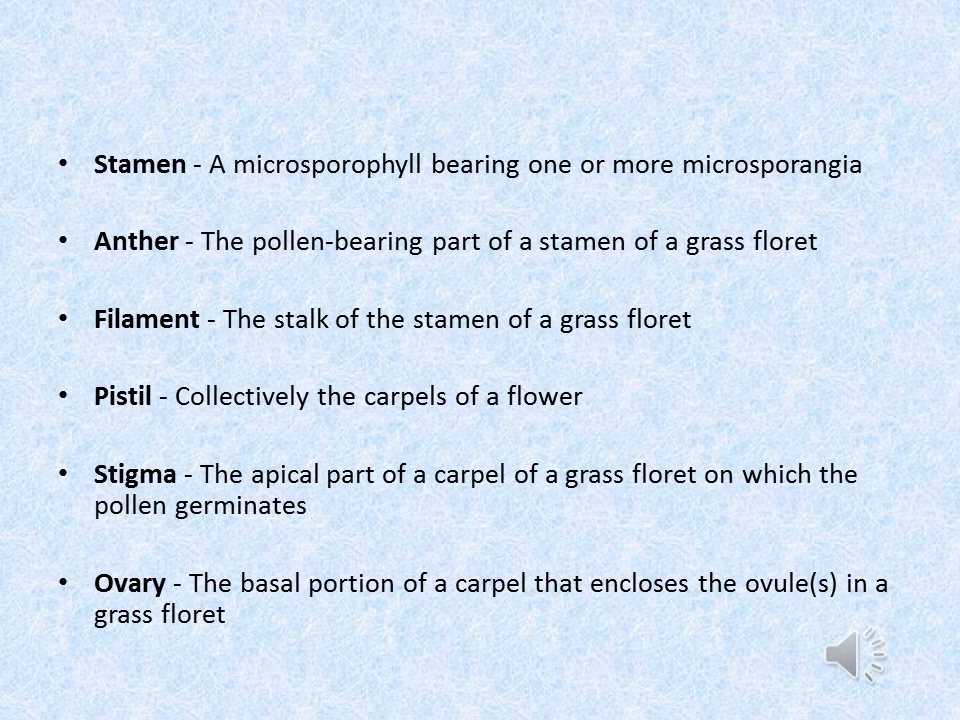 • Stamen - A microsporophyll bearing one or more microsporangia
• Anther - The pollen-bearing part of a stamen of a grass floret
• Filament - The stalk of the stamen of a grass floret
• Pistil - Collectively the carpels of a flower
• Stigma - The apical part of a carpel of a grass floret on which the
pollen germinates
• Ovary - The basal portion of a carpel that encloses the ovule(s) in a
grass floret